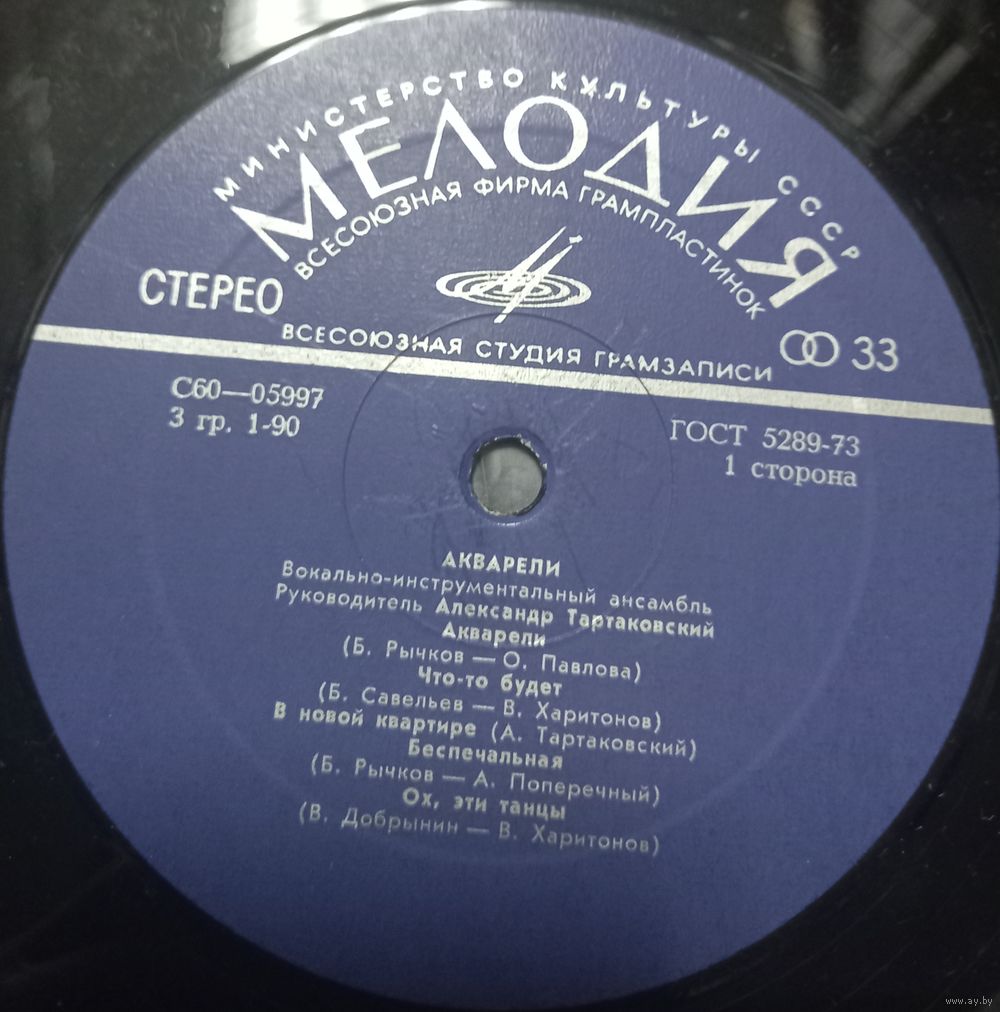 МИНИСТЕРСТВО КУЛЬТУРЫ СССР
МЕЛОДИЯ
ВСЕСОЮЗНАЯ ФИРМА ГРАМПЛАСТИНОК
СТЕРЕО
ВСЕСОЮЗНАЯ СТУДИЯ ГРАМЗАПИСИ
33
С60—05997
3 гр. 1-90
ГОСТ 5289-73
1 сторона
АКВАРЕЛИ
Вокально-инструментальный ансамбль
Руководитель Александр Тартаковский
Акварели
(Б. Рычков — О. Павлова)
Что-то будет
(Б. Савельев — В. Харитонов)
В новой квартире (А. Тартаковский)
Беспечальная
(Б. Рычков — А. Поперечный)
Ох, эти танцы
(В. Добрынин — В. Харитонов)
www.ay.by